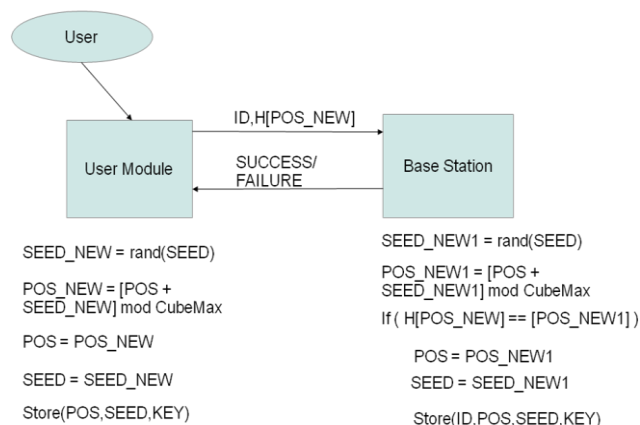 User
User Module
ID,H[POS_NEW]
SUCCESS/
FAILURE
Base Station
SEED_NEW = rand(SEED)
POS_NEW = [POS +
SEED_NEW] mod CubeMax
POS = POS_NEW
SEED = SEED_NEW
Store(POS,SEED,KEY)
SEED_NEW1 = rand(SEED)
POS_NEW1 = [POS +
SEED_NEW1] mod CubeMax
If ( H[POS_NEW] == [POS_NEW1] )
POS = POS_NEW1
SEED = SEED_NEW1
Store(ID,POS,SEED,KEY)